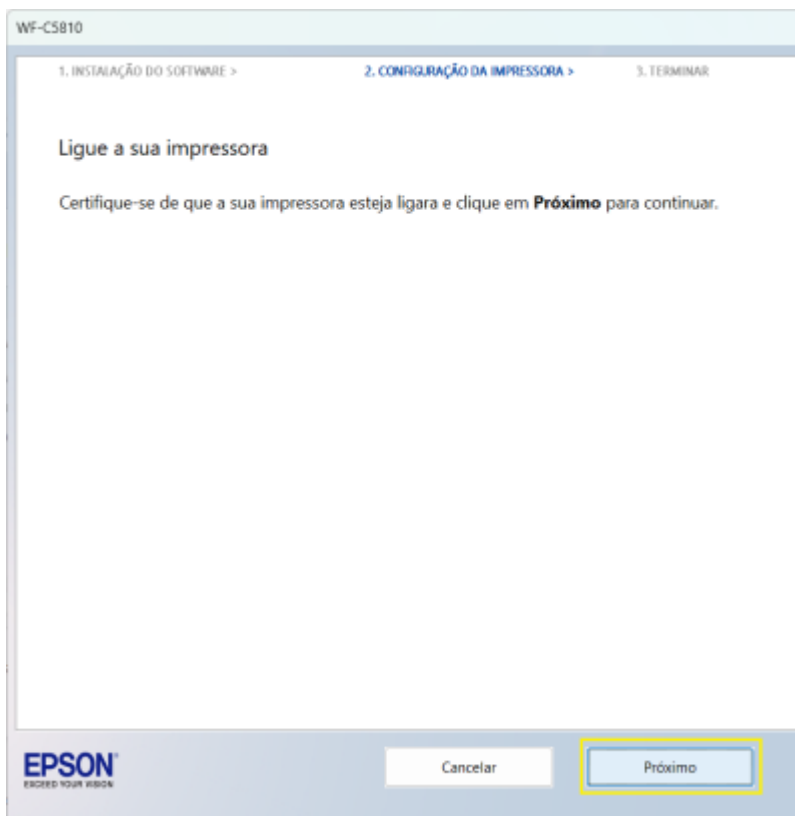 WF-C5810
1. INSTALAÇÃO DO SOFTWARE > 2. CONFIGURAÇÃO DA IMPRESSORA > 3. TERMINAR
Ligue a sua impressora
Certifique-se de que a sua impressora esteja ligara e clique em Próximo para continuar.
EPSON
EXCEED YOUR VISION
Cancelar Próximo